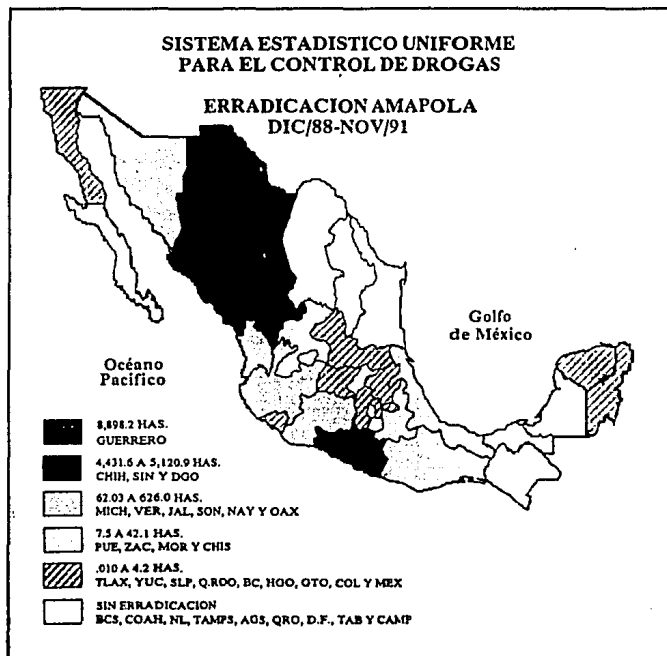 SISTEMA ESTADISTICO UNIFORME
PARA EL CONTROL DE DROGAS
ERRADICACION AMAPOLA
DIC/88-NOV/91
Golfo
de México
Océano
Pacifico
8,898.2 HAS.
GUERRERO
4,431.6 A 5,120.9 HAS.
CHIH, SIN Y DGO
62.03 A 626.0 HAS.
MICH, VER, JAL, SON, NAY Y OAX
7.5 A 42.1 HAS.
PUE, ZAC, MOR Y CHIS
.010 A 4.2 HAS.
TLAX, YUC, SLP, Q.RDO, BC, HGO, GTO, COL Y MEX
SIN ERRADICACION
BCS, COAH, NL, TAMPS, AGS, QRO, D.F., TAB Y CAMP